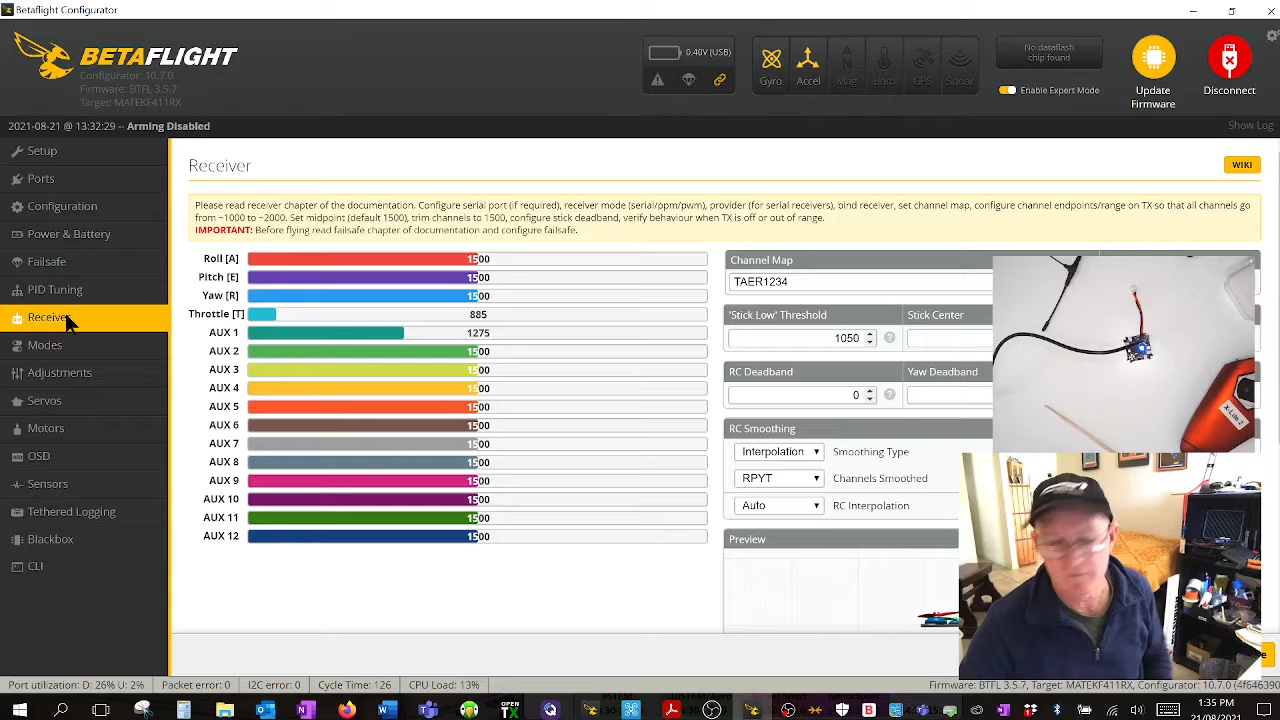 Betaflight Configurator
BETAFLIGHT
Configurator: 10.7.0
Firmware: BTFL 3.5.7
Target: MATEKF411RX
0.40V (USB)
Gyro
Accel
Mag
Baro
GPS
Sonar
No dataflash
chip found
Enable Expert Mode
Update
Firmware
Disconnect
2021-08-21 @ 13:32:29 -- Arming Disabled
Show Log
Setup
Ports
Configuration
Power & Battery
Failsafe
PID Tuning
Receiver
Modes
Adjustments
Servos
Motors
OSD
Sensors
Tethered Logging
Blackbox
CLI
Receiver
WIKI
Please read receiver chapter of the documentation. Configure serial port (if required), receiver mode (serial/ppm/pwm), provider (for serial receivers), bind receiver, set channel map, configure channel endpoints/range on TX so that all channels go
from ~1000 to ~2000. Set midpoint (default 1500), trim channels to 1500, configure stick deadband, verify behaviour when TX is off or out of range.
IMPORTANT: Before flying read failsafe chapter of documentation and configure failsafe.
Roll [A] 1500
Pitch [E] 1500
Yaw [R] 1500
Throttle [T] 885
AUX 1 1275
AUX 2 1500
AUX 3 1500
AUX 4 1500
AUX 5 1500
AUX 6 1500
AUX 7 1500
AUX 8 1500
AUX 9 1500
AUX 10 1500
AUX 11 1500
AUX 12 1500
Channel Map
TAER1234
'Stick Low' Threshold
Stick Center
1050
RC Deadband
Yaw Deadband
0
RC Smoothing
Interpolation Smoothing Type
RPYT Channels Smoothed
Auto RC Interpolation
Preview
X-Lite
Port utilization: D: 26% U: 2%
Packet error: 0
I2C error: 0
Cycle Time: 126
CPU Load: 13%
Firmware: BTFL 3.5.7, Target: MATEKF411RX, Configurator: 10.7.0 (4f646390
OPEN
TX
1:35 PM
21/08/2021